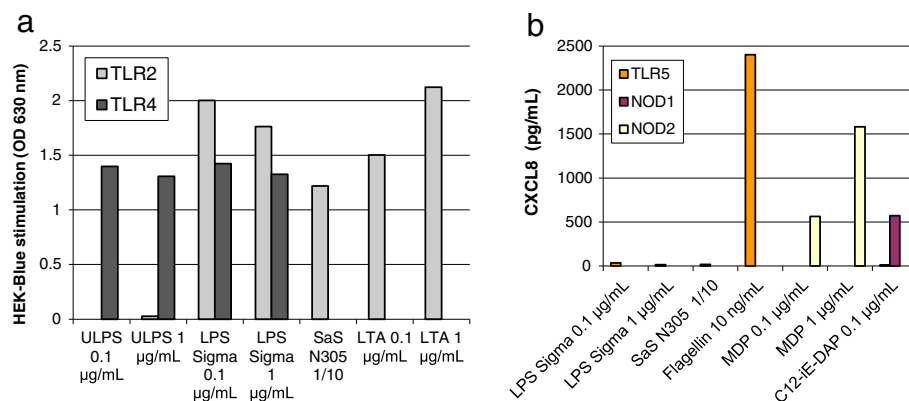 a
HEK-Blue stimulation (OD 630 nm)
2.5
2
1.5
1
0.5
0
TLR2
TLR4
ULPS
0.1
µg/mL
ULPS 1
µg/mL
LPS
Sigma
0.1
µg/mL
LPS
Sigma
1
µg/mL
SaS
N305
1/10
LTA 0.1
µg/mL
LTA 1
µg/mL
b
CXCL8 (pg/mL)
2500
2000
1500
1000
500
0
TLR5
NOD1
NOD2
LPS Sigma 0.1 µg/mL
LPS Sigma 1 µg/mL
SaS N305 1/10
Flagellin 10 ng/mL
MDP 0.1 µg/mL
MDP 1 µg/mL
C12-iE-DAP 0.1 µg/mL